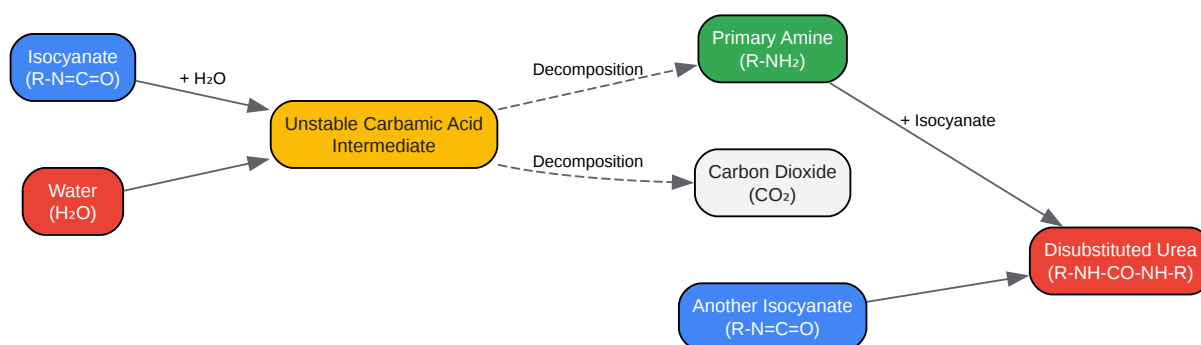 Isocyanate
(R-N=C=O)
+ H₂O
Water
(H₂O)
Unstable Carbamic Acid
Intermediate
Decomposition
Decomposition
Primary Amine
(R-NH₂)
Carbon Dioxide
(CO₂)
+ Isocyanate
Another Isocyanate
(R-N=C=O)
Disubstituted Urea
(R-NH-CO-NH-R)